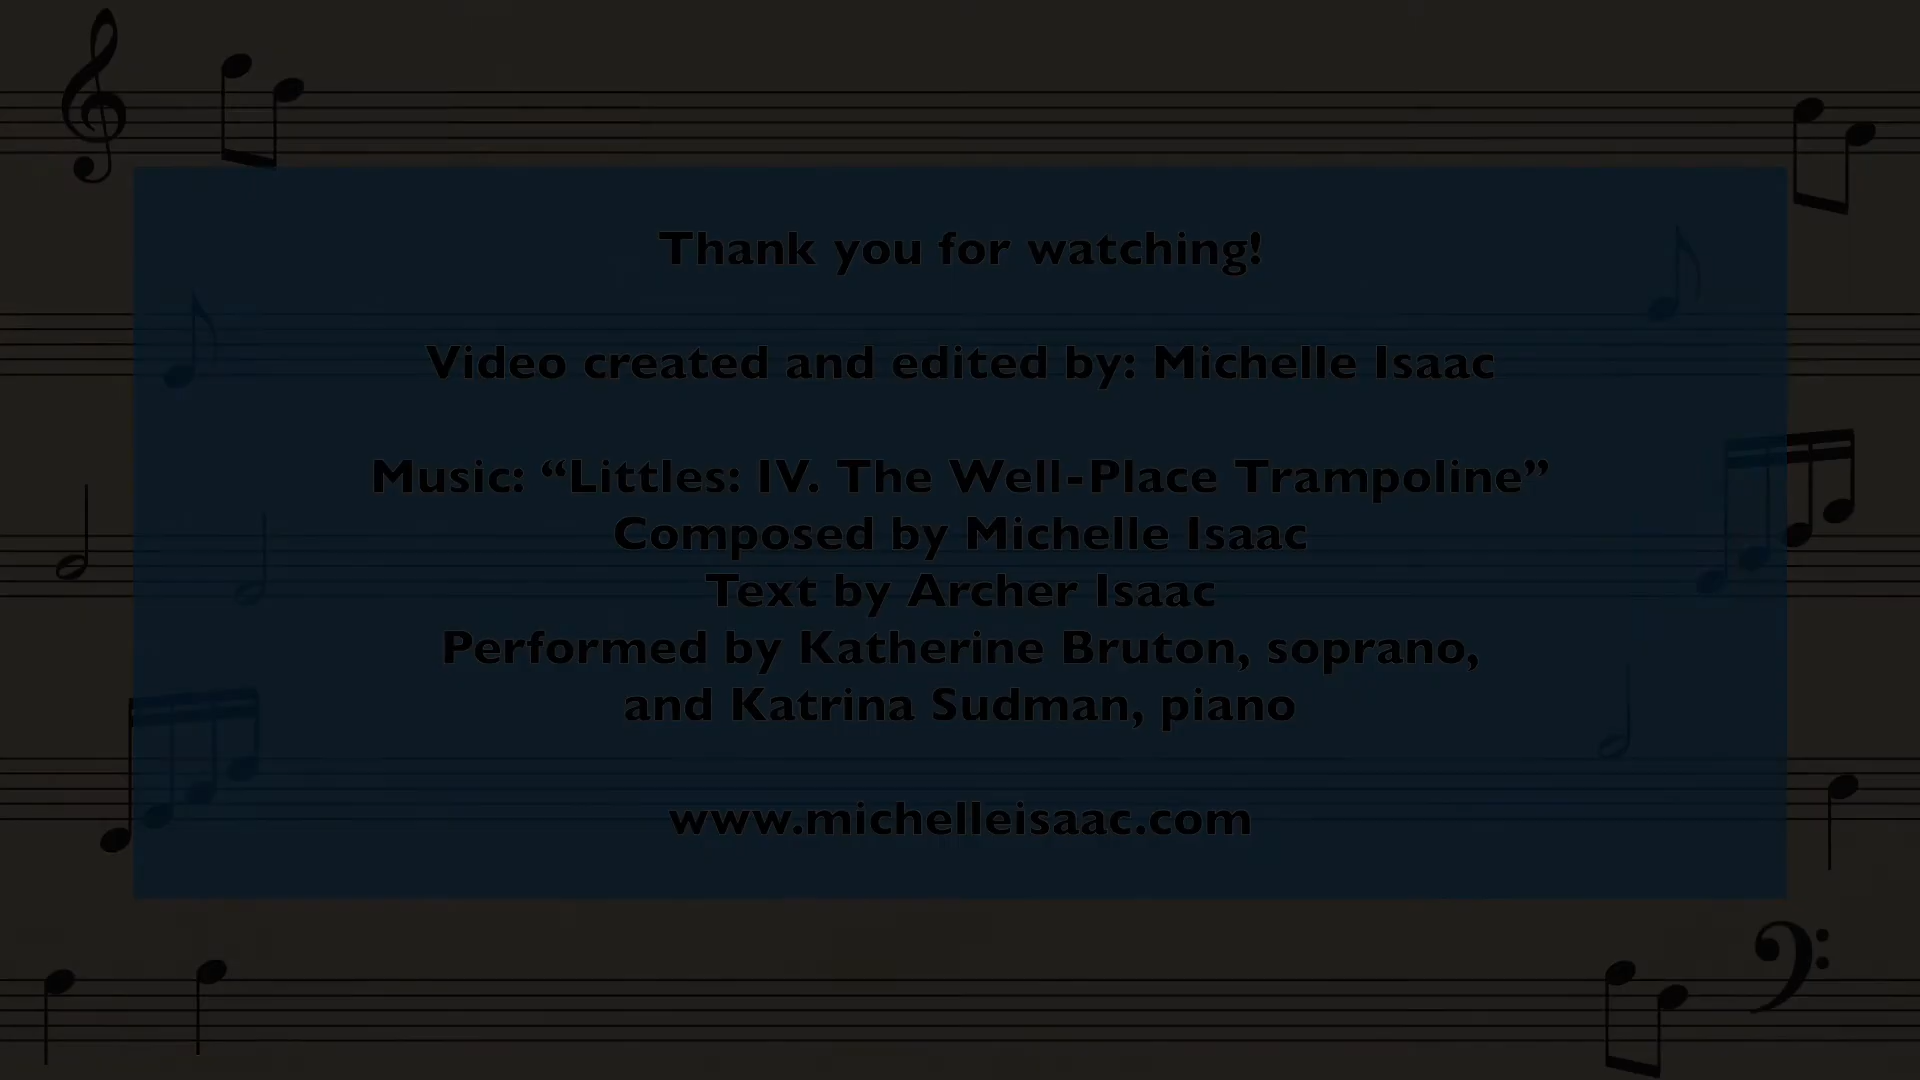 Thank you for watching!
Video created and edited by: Michelle Isaac
Music: “Littles: IV. The Well-Place Trampoline”
Composed by Michelle Isaac
Text by Archer Isaac
Performed by Katherine Bruton, soprano,
and Katrina Sudman, piano
www.michelleisaac.com